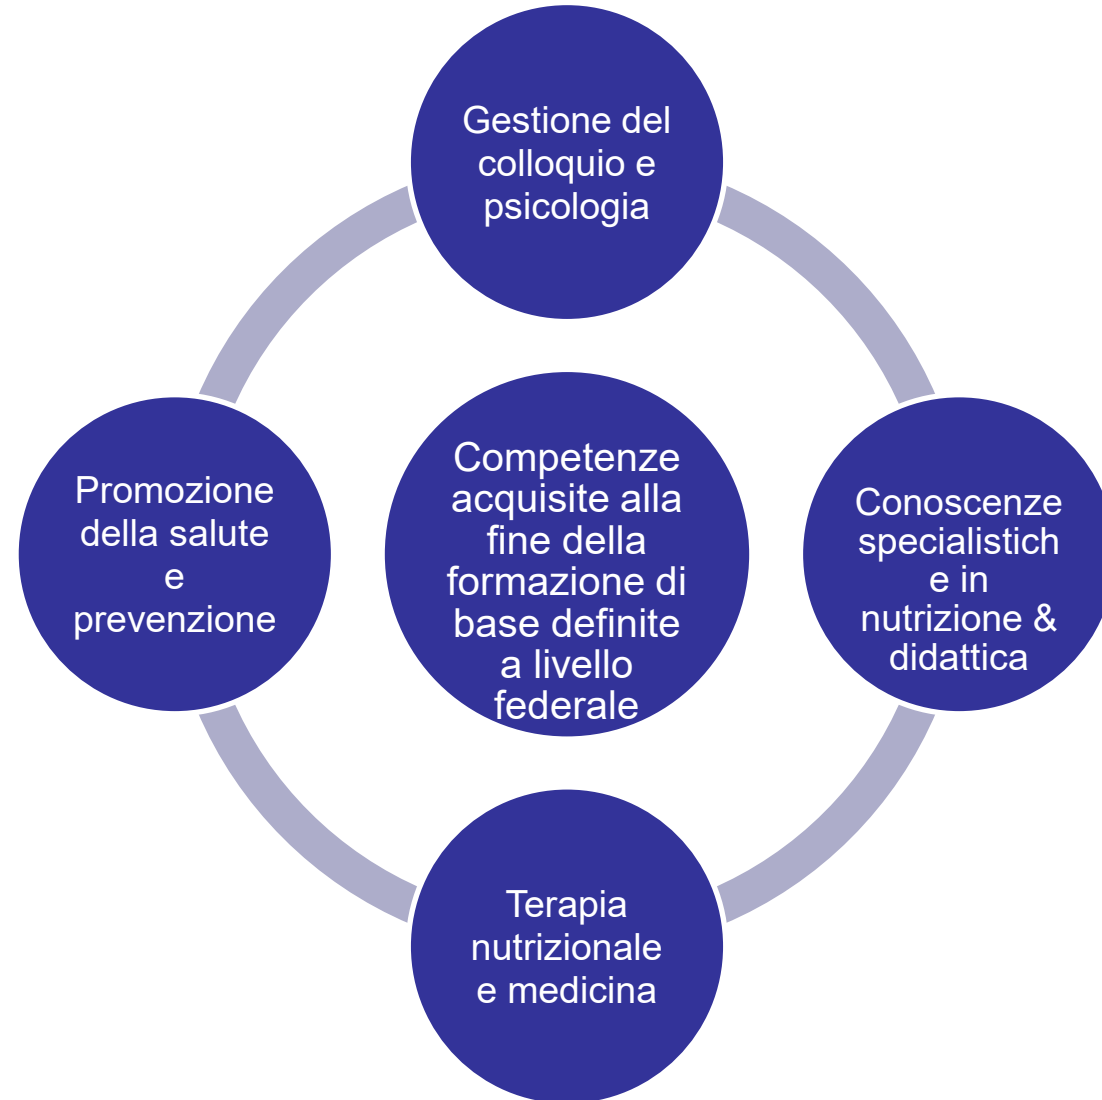 Gestione del
colloquio e
psicologia
Promozione
della salute
e
prevenzione
Competenze
acquisite alla
fine della
formazione di
base definite
a livello
federale
Conoscenze
specialistich
e in
nutrizione &
didattica
Terapia
nutrizionale
e medicina